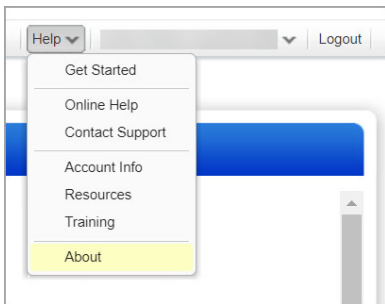 Help Logout
Get Started
Online Help
Contact Support
Account Info
Resources
Training
About